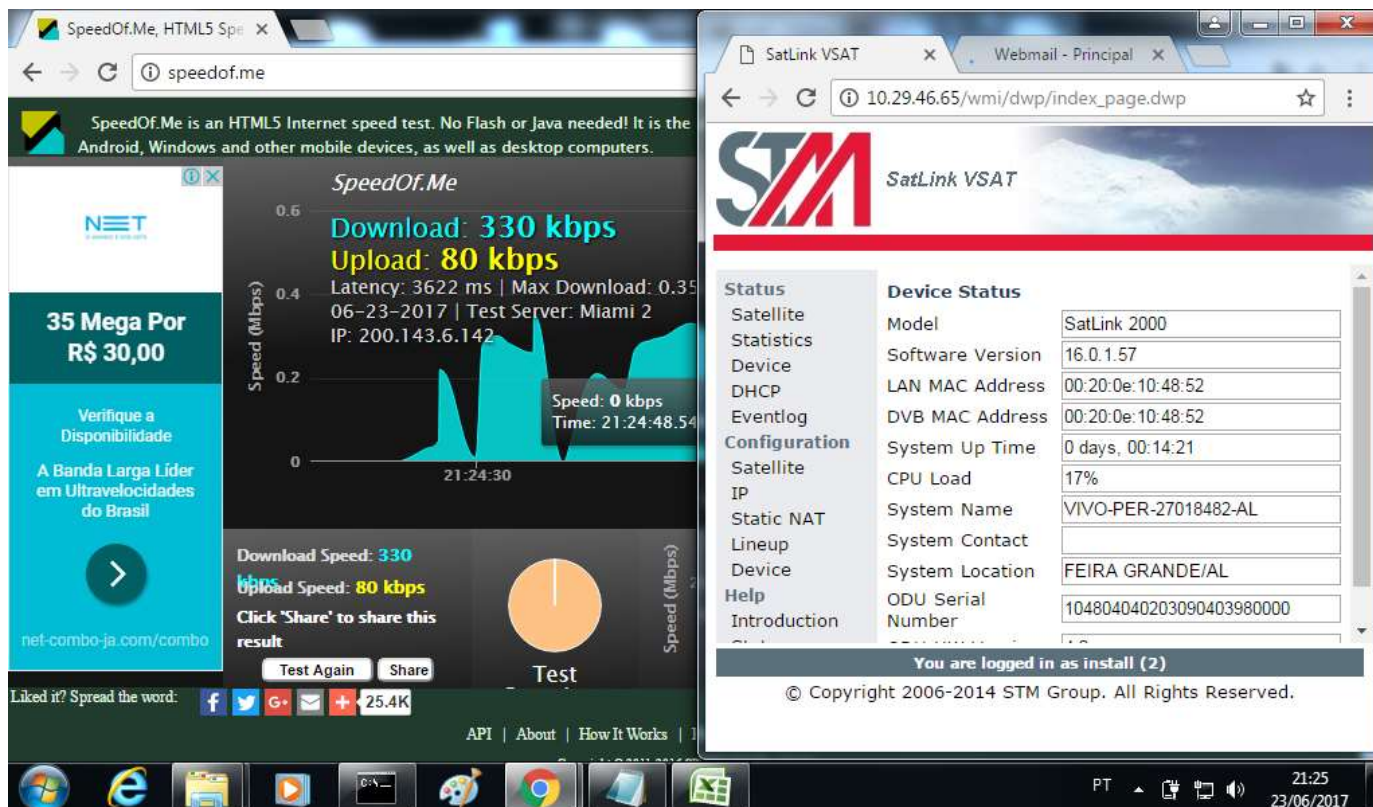 SpeedOf.Me, HTML5 Spe
speedof.me
SpeedOf.Me is an HTML5 Internet speed test. No Flash or Java needed! It is the
Android, Windows and other mobile devices, as well as desktop computers.
NET
35 Mega Por
R$ 30,00
Verifique a
Disponibilidade
A Banda Larga Líder
em Ultravelocidades
do Brasil
net-combo-ja.com/combo
SpeedOf.Me
Download: 330 kbps
Upload: 80 kbps
Latency: 3622 ms | Max Download: 0.35
06-23-2017 | Test Server: Miami 2
IP: 200.143.6.142
Speed (Mbps)
0.6
0.4
0.2
0
21:24:30
Speed: 0 kbps
Time: 21:24:48.54
Download Speed: 330
kbps
Upload Speed: 80 kbps
Click 'Share' to share this
result
Test Again
Share
Test
Speed (Mbps)
Liked it? Spread the word:
25.4K
API | About | How It Works |
SatLink VSAT
Webmail - Principal
10.29.46.65/wmi/dwp/index_page.dwp
STM
SatLink VSAT
Status
Satellite
Statistics
Device
DHCP
Eventlog
Configuration
Satellite
IP
Static NAT
Lineup
Device
Help
Introduction
Device Status
Model SatLink 2000
Software Version 16.0.1.57
LAN MAC Address 00:20:0e:10:48:52
DVB MAC Address 00:20:0e:10:48:52
System Up Time 0 days, 00:14:21
CPU Load 17%
System Name VIVO-PER-27018482-AL
System Contact
System Location FEIRA GRANDE/AL
ODU Serial
Number 104804040203090403980000
You are logged in as install (2)
© Copyright 2006-2014 STM Group. All Rights Reserved.
PT
21:25
23/06/2017